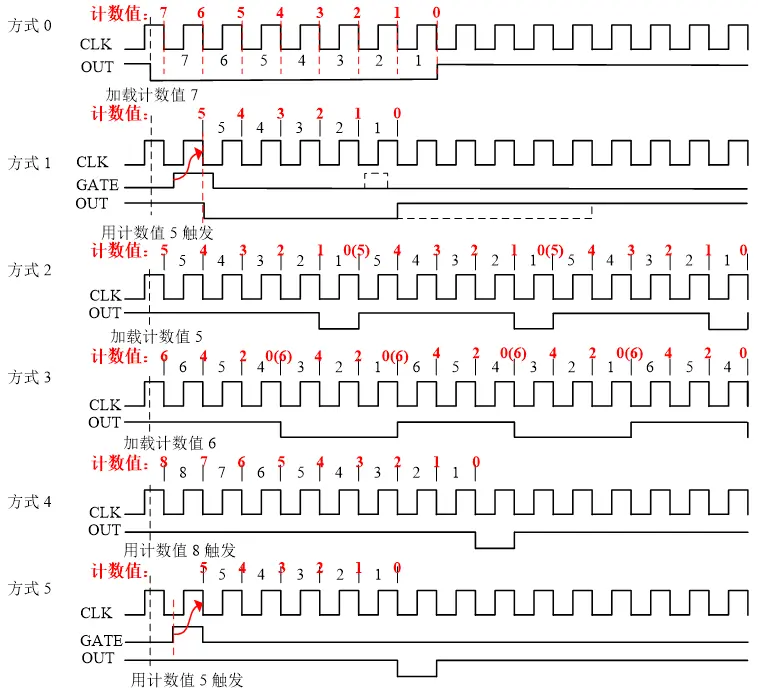 计数值: 7 6 5 4 3 2 1 0
方式 0
CLK
7 6 5 4 3 2 1
OUT
加载计数值 7
计数值: 5 4 3 2 1 0
5 4 3 2 1
方式 1
CLK
GATE
OUT
用计数值 5 触发
计数值: 5 4 3 2 1 0(5) 4 3 2 1 0(5) 4 3 2 1 0
5 4 3 2 1 5 4 3 2 1 5 4 3 2 1
方式 2
CLK
OUT
加载计数值 5
计数值: 6 4 2 0(6) 4 2 0(6) 4 2 0(6) 4 2 0(6) 4 2 0
6 5 4 3 2 1 6 5 4 3 2 1 6 5 4
方式 3
CLK
OUT
加载计数值 6
计数值: 8 7 6 5 4 3 2 1 0
8 7 6 5 4 3 2 1
方式 4
CLK
OUT
用计数值 8 触发
计数值: 5 4 3 2 1 0
5 4 3 2 1
方式 5
CLK
GATE
OUT
用计数值 5 触发